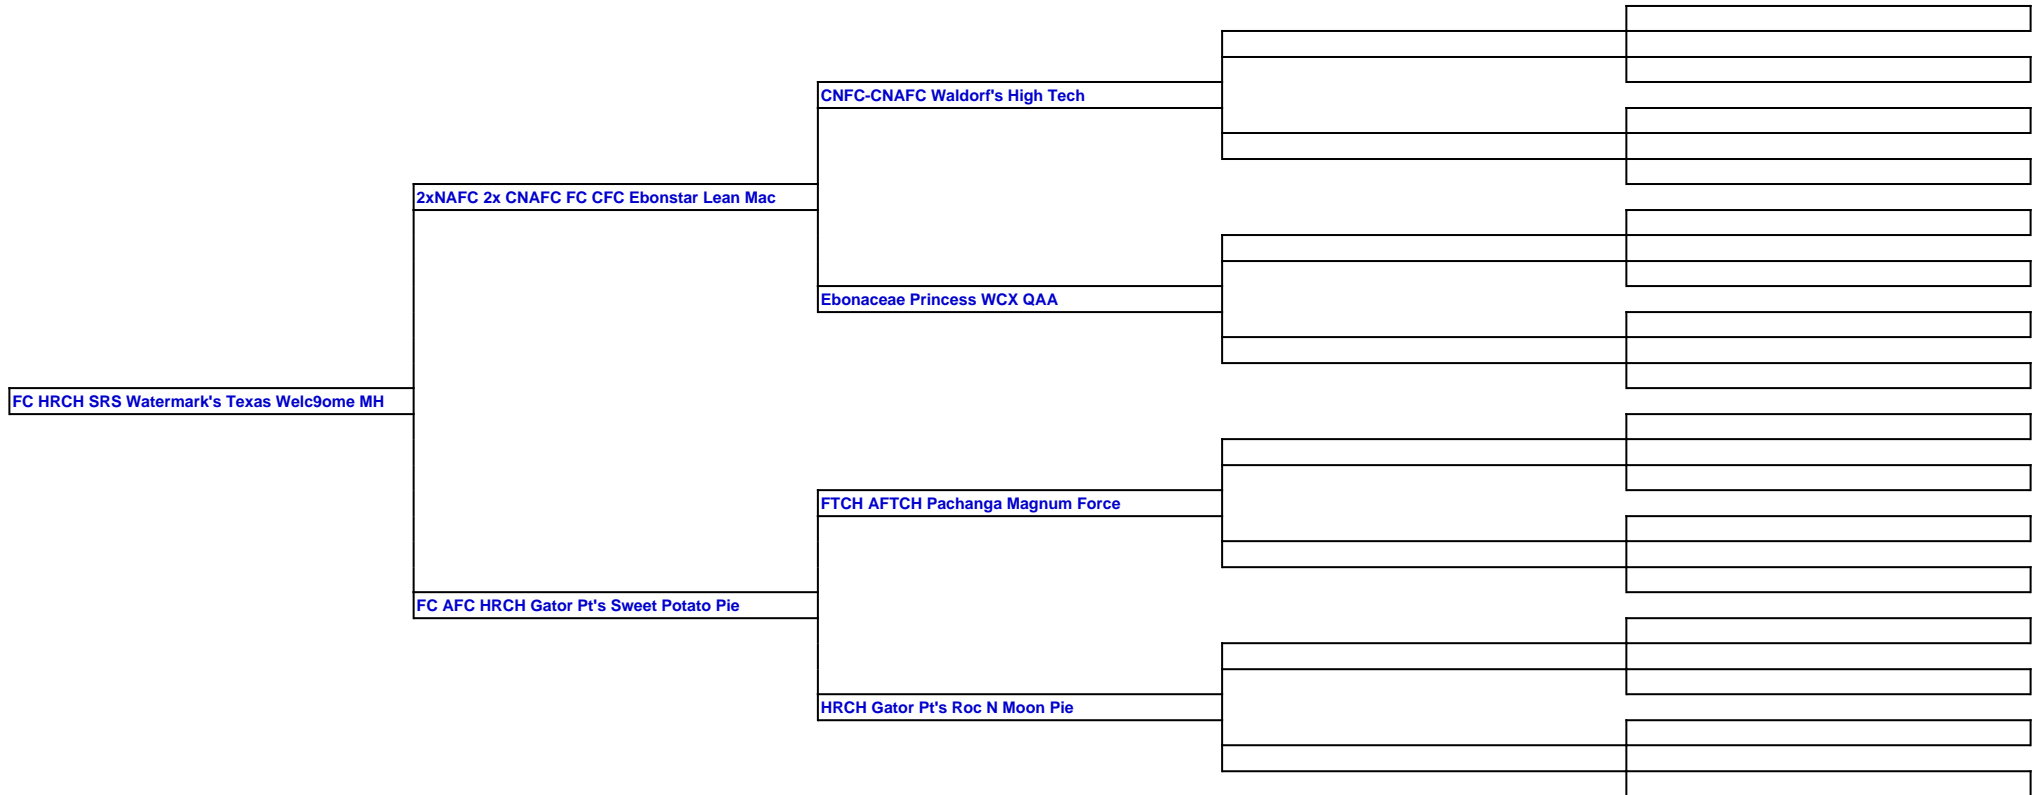 CNFC-CNAFC Waldorf's High Tech
2xNAFC 2x CNAFC FC CFC Ebonstar Lean Mac
Ebonaceae Princess WCX QAA
FC HRCH SRS Watermark's Texas Welc9ome MH
FTCH AFTCH Pachanga Magnum Force
FC AFC HRCH Gator Pt's Sweet Potato Pie
HRCH Gator Pt's Roc N Moon Pie